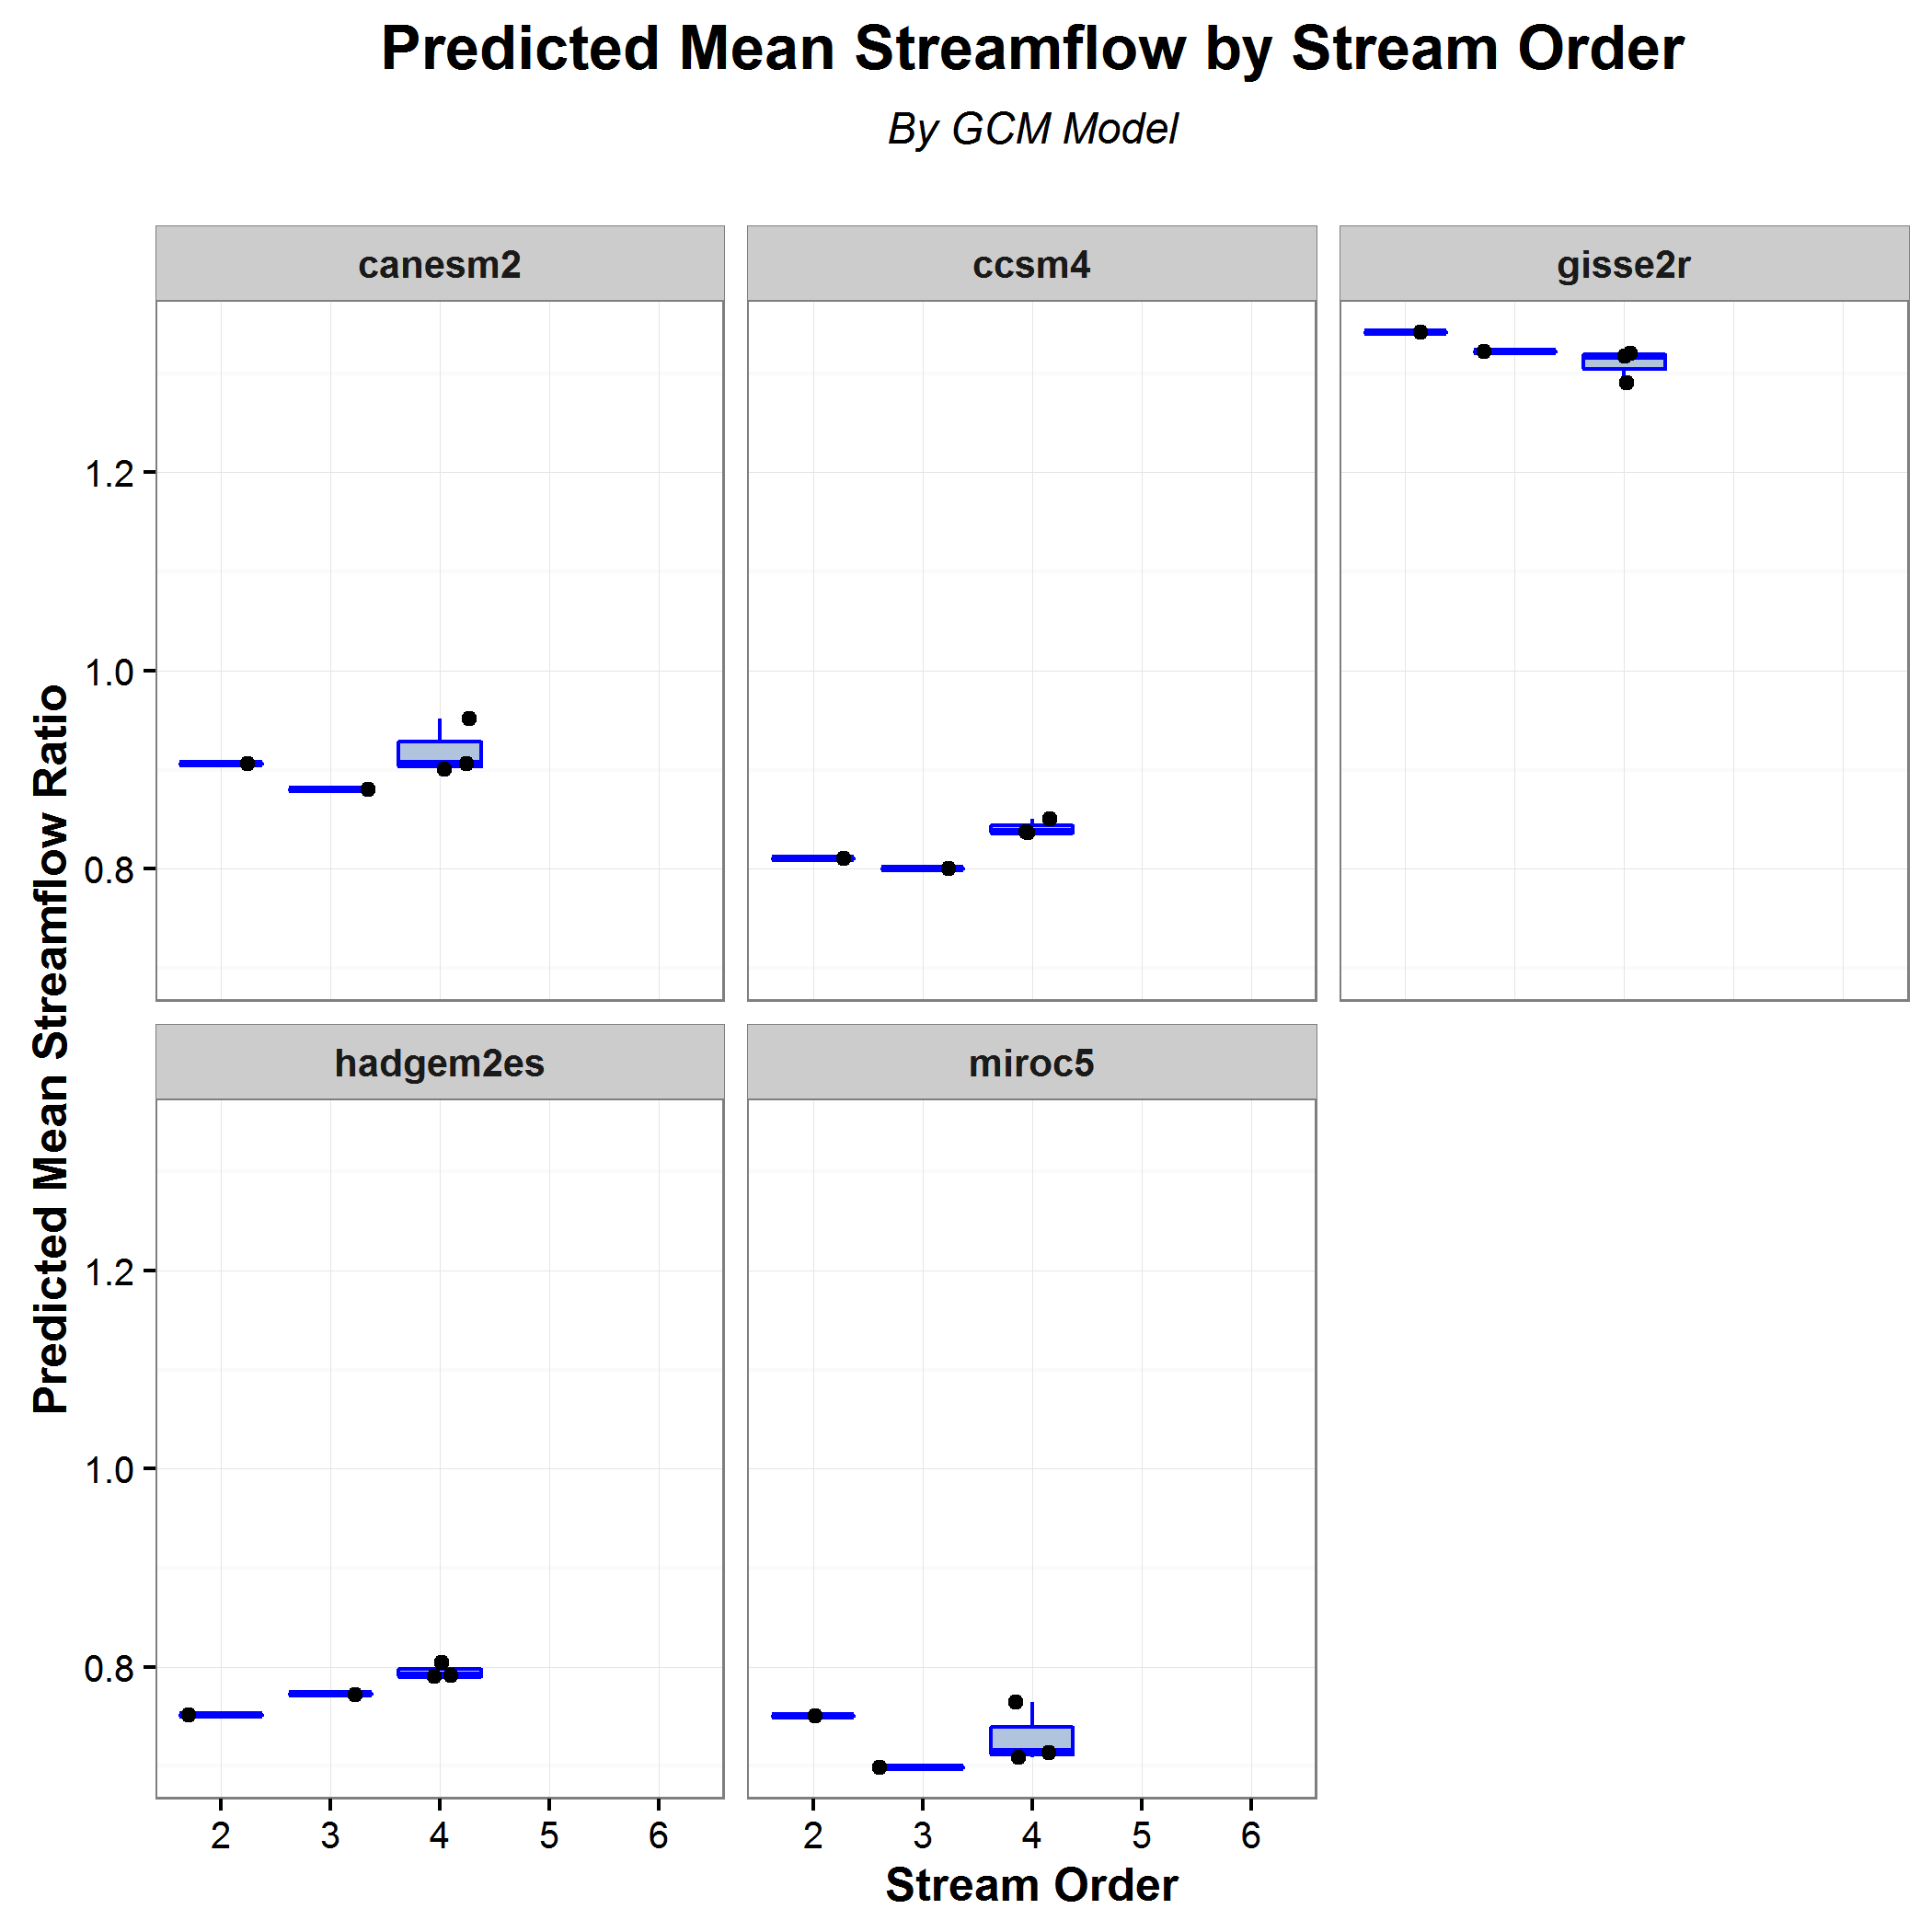 Predicted Mean Streamflow by Stream Order
By GCM Model
canesm2
ccsm4
gisse2r
1.2
1.0
0.8
Predicted Mean Streamflow Ratio
hadgem2es
miroc5
1.2
1.0
0.8
2 3 4 5 6
2 3 4 5 6
Stream Order